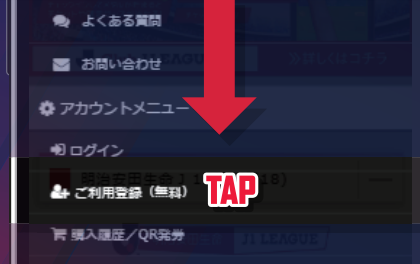 よくある質問
お問い合わせ
アカウントメニュー
ログイン
ご利用登録（無料） TAP
購入履歴／QR発券
J1 LEAGUE